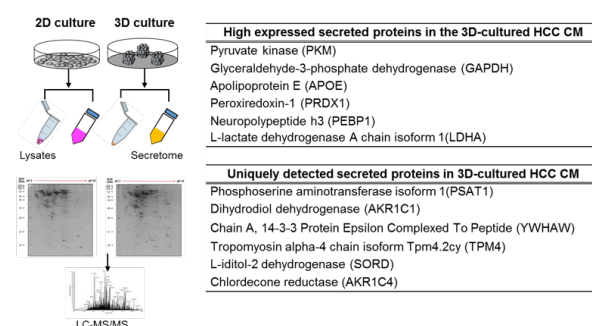 2D culture
3D culture
Lysates
Secretome
LC-MS/MS
High expressed secreted proteins in the 3D-cultured HCC CM
Pyruvate kinase (PKM)
Glyceraldehyde-3-phosphate dehydrogenase (GAPDH)
Apolipoprotein E (APOE)
Peroxiredoxin-1 (PRDX1)
Neuropolypeptide h3 (PEBP1)
L-lactate dehydrogenase A chain isoform 1(LDHA)
Uniquely detected secreted proteins in 3D-cultured HCC CM
Phosphoserine aminotransferase isoform 1(PSAT1)
Dihydrodiol dehydrogenase (AKR1C1)
Chain A, 14-3-3 Protein Epsilon Complexed To Peptide (YWHAW)
Tropomyosin alpha-4 chain isoform Tpm4.2cy (TPM4)
L-iditol-2 dehydrogenase (SORD)
Chlordecone reductase (AKR1C4)